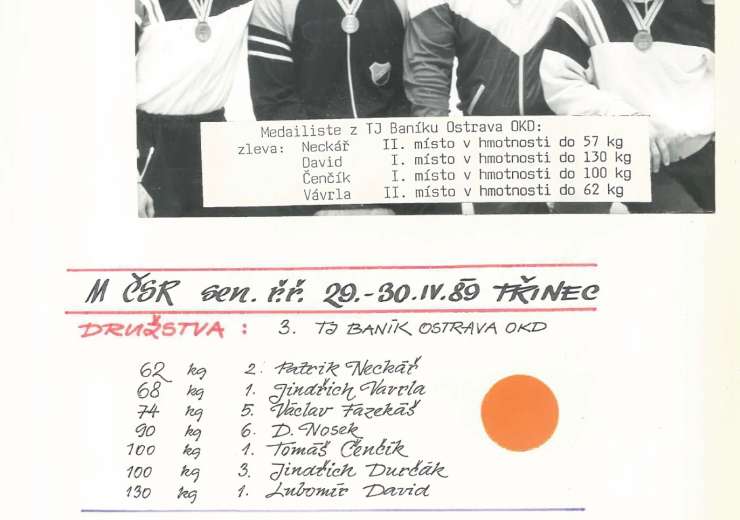 Medailiste z TJ Baníku Ostrava OKD:
zleva: Neckář II. místo v hmotnosti do 57 kg
David I. místo v hmotnosti do 130 kg
Čenčík I. místo v hmotnosti do 100 kg
Vávrla II. místo v hmotnosti do 62 kg
M ČSR sen. ř.ř. 29.-30.IV.89 TŘINEC
DRUŽSTVA : 3. TJ BANÍK OSTRAVA OKD
62 kg 2. Patrik Neckář
68 kg 1. Jindřich Vavrla
74 kg 5. Václav Fazekáš
90 kg 6. D. Nosek
100 kg 1. Tomáš Čenčík
100 kg 3. Jindřich Durčák
130 kg 1. Lubomír David